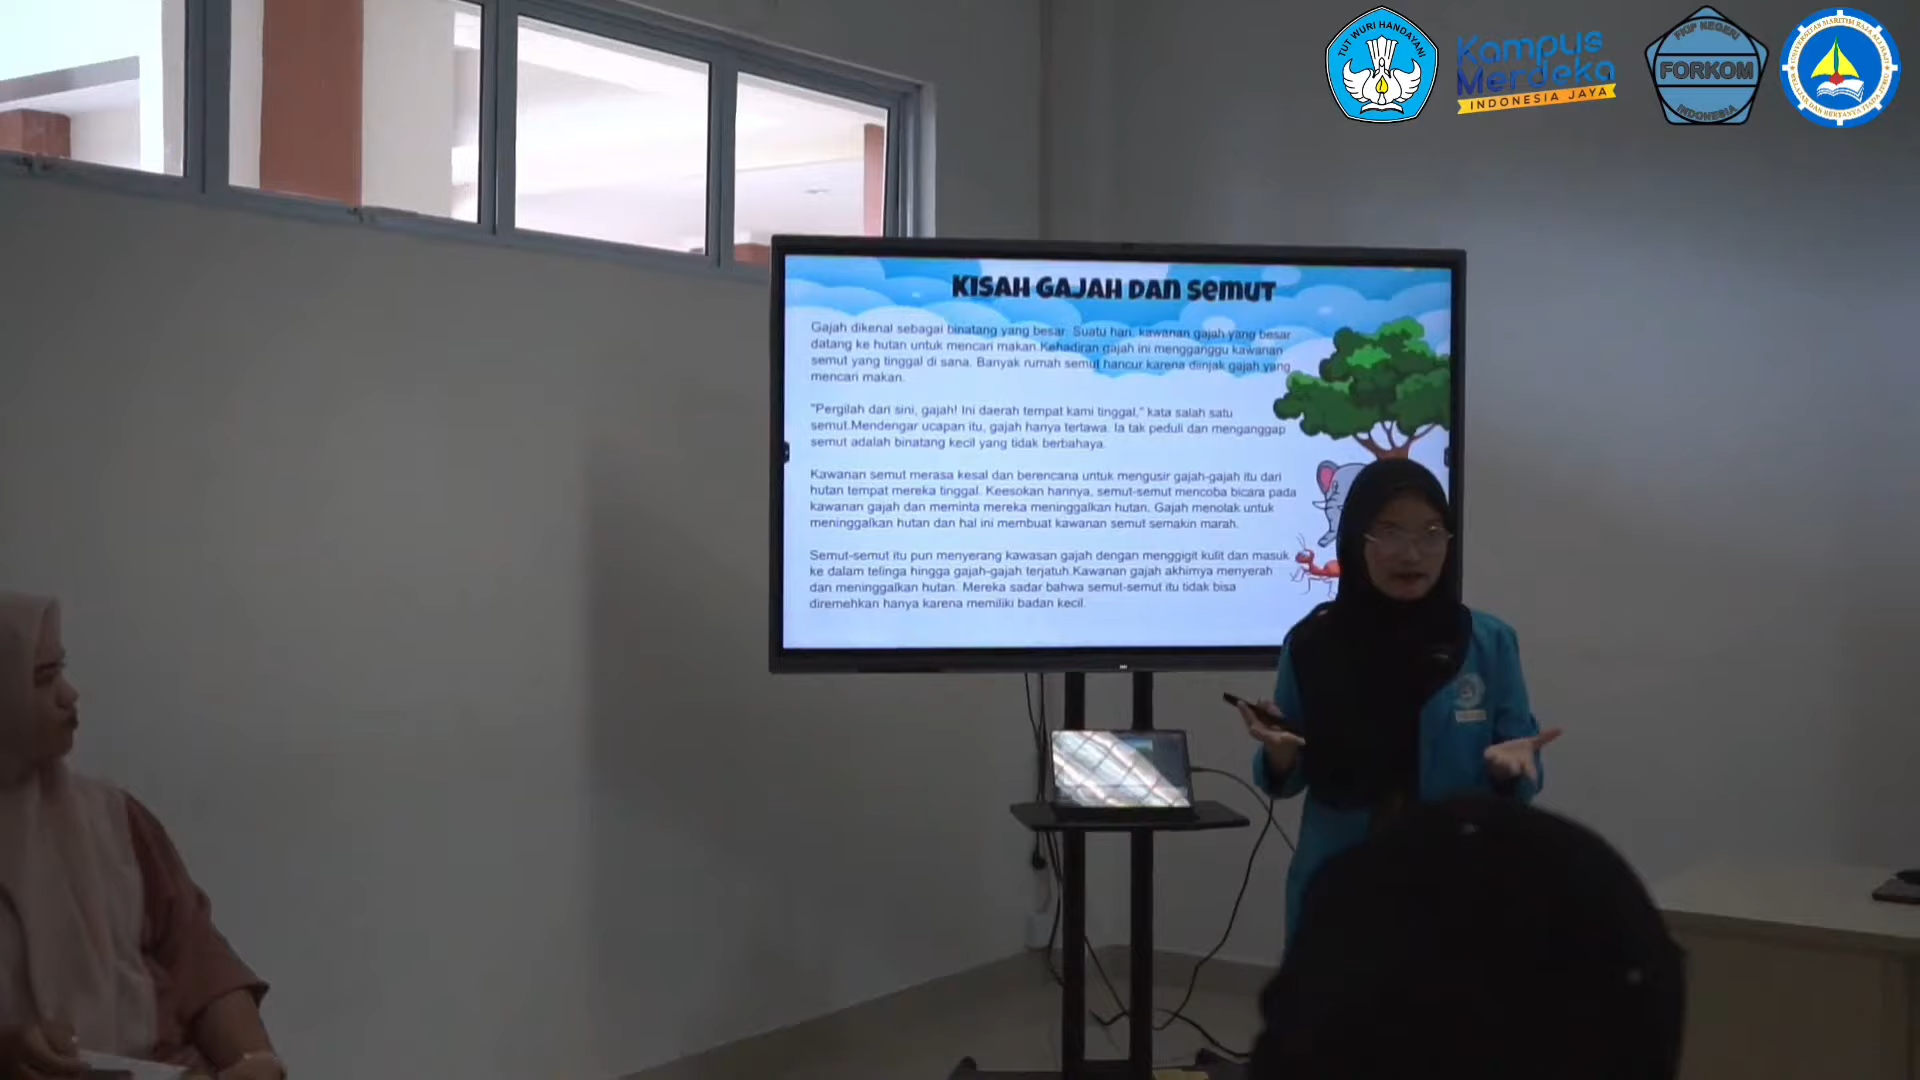 TUT WURI HANDAYANI
Kampus
Merdeka
INDONESIA JAYA
FKIP NEGERI
FORKOM
INDONESIA
UNIVERSITAS MARITIM RAJA ALI HAJI
KISAH GAJAH DAN SEMUT
Gajah dikenal sebagai binatang yang besar. Suatu hari, kawanan gajah yang besar
datang ke hutan untuk mencari makan.Kehadiran gajah ini mengganggu kawanan
semut yang tinggal di sana. Banyak rumah semut hancur karena diinjak gajah yang
mencari makan.
"Pergilah dari sini, gajah! Ini daerah tempat kami tinggal," kata salah satu
semut.Mendengar ucapan itu, gajah hanya tertawa. Ia tak peduli dan menganggap
semut adalah binatang kecil yang tidak berbahaya.
Kawanan semut merasa kesal dan berencana untuk mengusir gajah-gajah itu dari
hutan tempat mereka tinggal. Keesokan harinya, semut-semut mencoba bicara pada
kawanan gajah dan meminta mereka meninggalkan hutan. Gajah menolak untuk
meninggalkan hutan dan hal ini membuat kawanan semut semakin marah.
Semut-semut itu pun menyerang kawasan gajah dengan menggigit kulit dan masuk
ke dalam telinga hingga gajah-gajah terjatuh.Kawanan gajah akhirnya menyerah
dan meninggalkan hutan. Mereka sadar bahwa semut-semut itu tidak bisa
diremehkan hanya karena memiliki badan kecil.